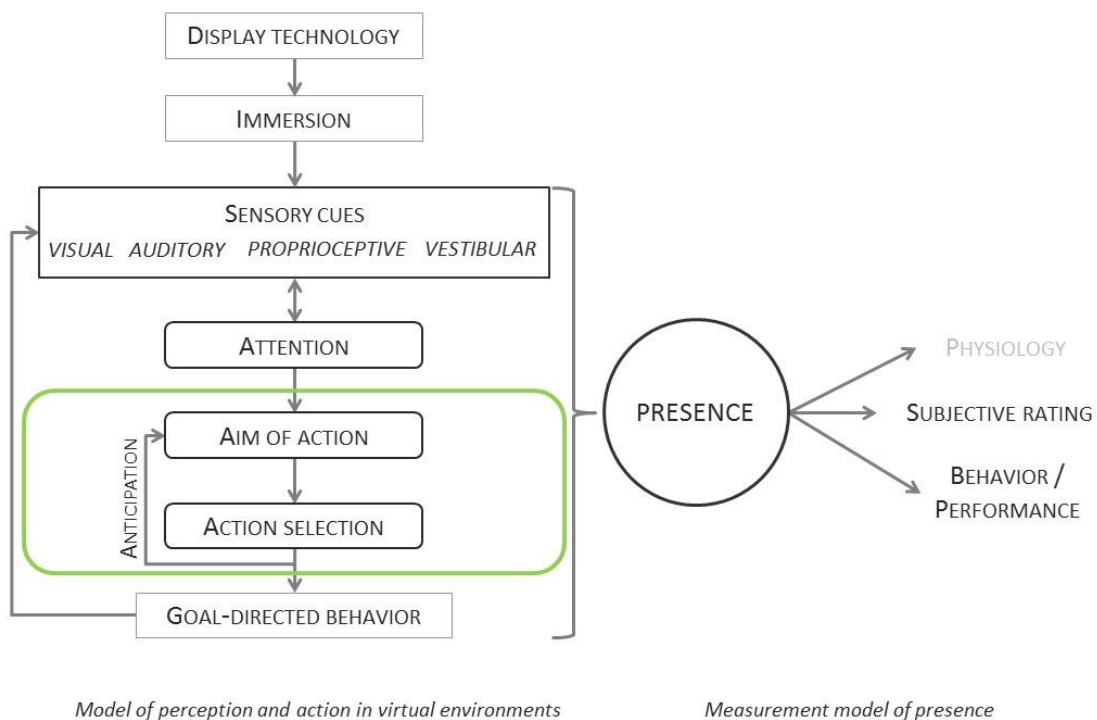 DISPLAY TECHNOLOGY
IMMERSION
SENSORY CUES
VISUAL AUDITORY PROPRIOCEPTIVE VESTIBULAR
ATTENTION
AIM OF ACTION
ANTICIPATION
ACTION SELECTION
GOAL-DIRECTED BEHAVIOR
PRESENCE
PHYSIOLOGY
SUBJECTIVE RATING
BEHAVIOR /
PERFORMANCE
Model of perception and action in virtual environments
Measurement model of presence